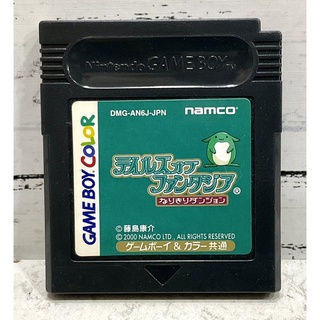 Nintendo GAME BOY™
GAME BOY COLOR
DMG-AN6J-JPN
namco
テイルズ オブ
ファンタジア®
なりきりダンジョン
©藤島康介
©2000 NAMCO LTD., ALL RIGHTS RESERVED
ゲームボーイ & カラー共通